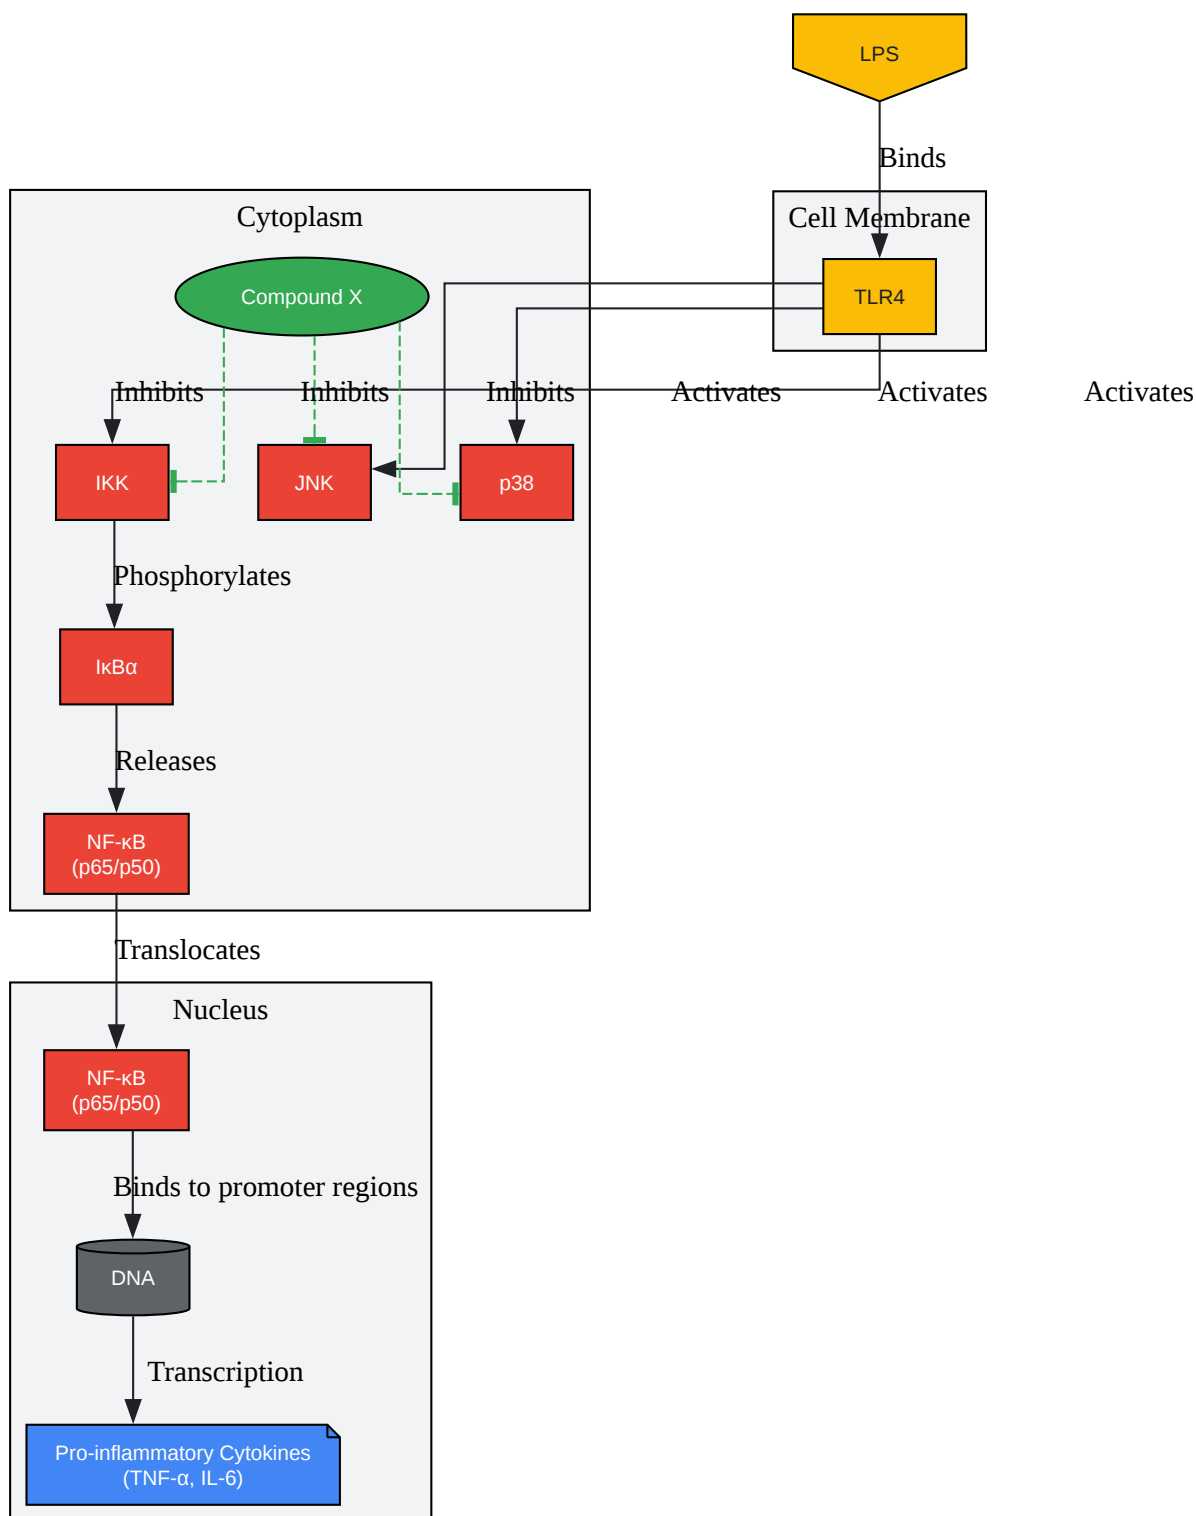 LPS
Binds
Cytoplasm
Cell Membrane
Compound X
TLR4
Inhibits
Inhibits
Inhibits
Activates
Activates
Activates
IKK
JNK
p38
Phosphorylates
IκBα
Releases
NF-κB
(p65/p50)
Translocates
Nucleus
NF-κB
(p65/p50)
Binds to promoter regions
DNA
Transcription
Pro-inflammatory Cytokines
(TNF-α, IL-6)